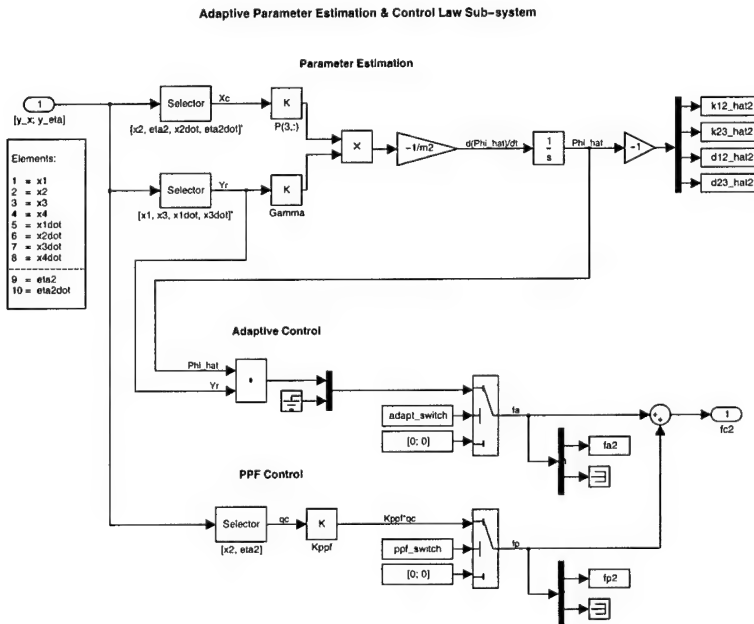 Adaptive Parameter Estimation & Control Law Sub-system
Parameter Estimation
1
[y_x; y_eta]
Selector
Xc
[x2, eta2, x2dot, eta2dot]'
K
P(3,:)
X
-1/m2
d(Phi_hat)/dt
1
s
Phi_hat
-1
k12_hat2
k23_hat2
d12_hat2
d23_hat2
Selector
Yr
[x1, x3, x1dot, x3dot]'
K
Gamma
Elements:
1 = x1
2 = x2
3 = x3
4 = x4
5 = x1dot
6 = x2dot
7 = x3dot
8 = x4dot
9 = eta2
10 = eta2dot
Adaptive Control
Phi_hat
Yr
adapt_switch
[0; 0]
fa
fa2
+
+
1
fc2
PPF Control
Selector
qc
[x2, eta2]
K
Kppf
Kppf*qc
ppf_switch
[0; 0]
fp
fp2